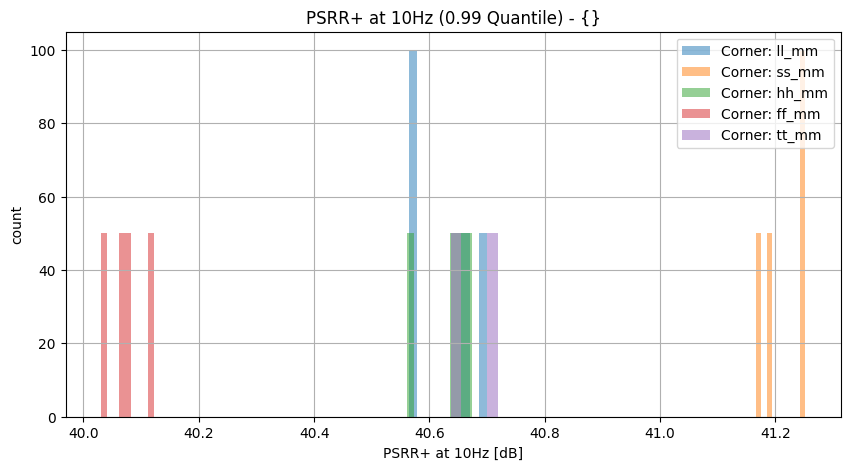 PSRR+ at 10Hz (0.99 Quantile) - {}
100
80
60
40
20
0
count
Corner: ll_mm
Corner: ss_mm
Corner: hh_mm
Corner: ff_mm
Corner: tt_mm
40.0 40.2 40.4 40.6 40.8 41.0 41.2
PSRR+ at 10Hz [dB]